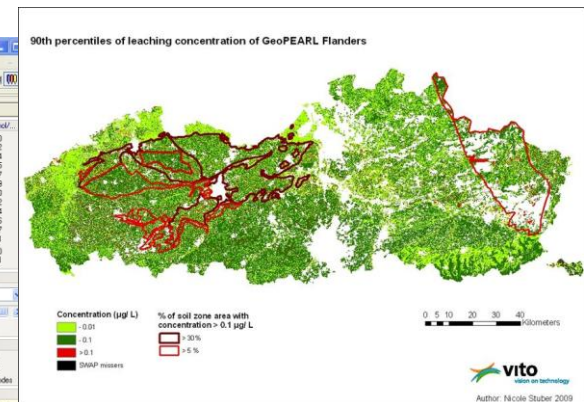 90th percentiles of leaching concentration of GeoPEARL Flanders
Concentration (µg/ L)
- 0.01
- 0.1
> 0.1
SWAP missers
% of soil zone area with
concentration > 0.1 µg/ L
> 30%
> 5 %
0 5 10 20 30 40
Kilometers
vito
vision on technology
Author: Nicole Stuber 2009